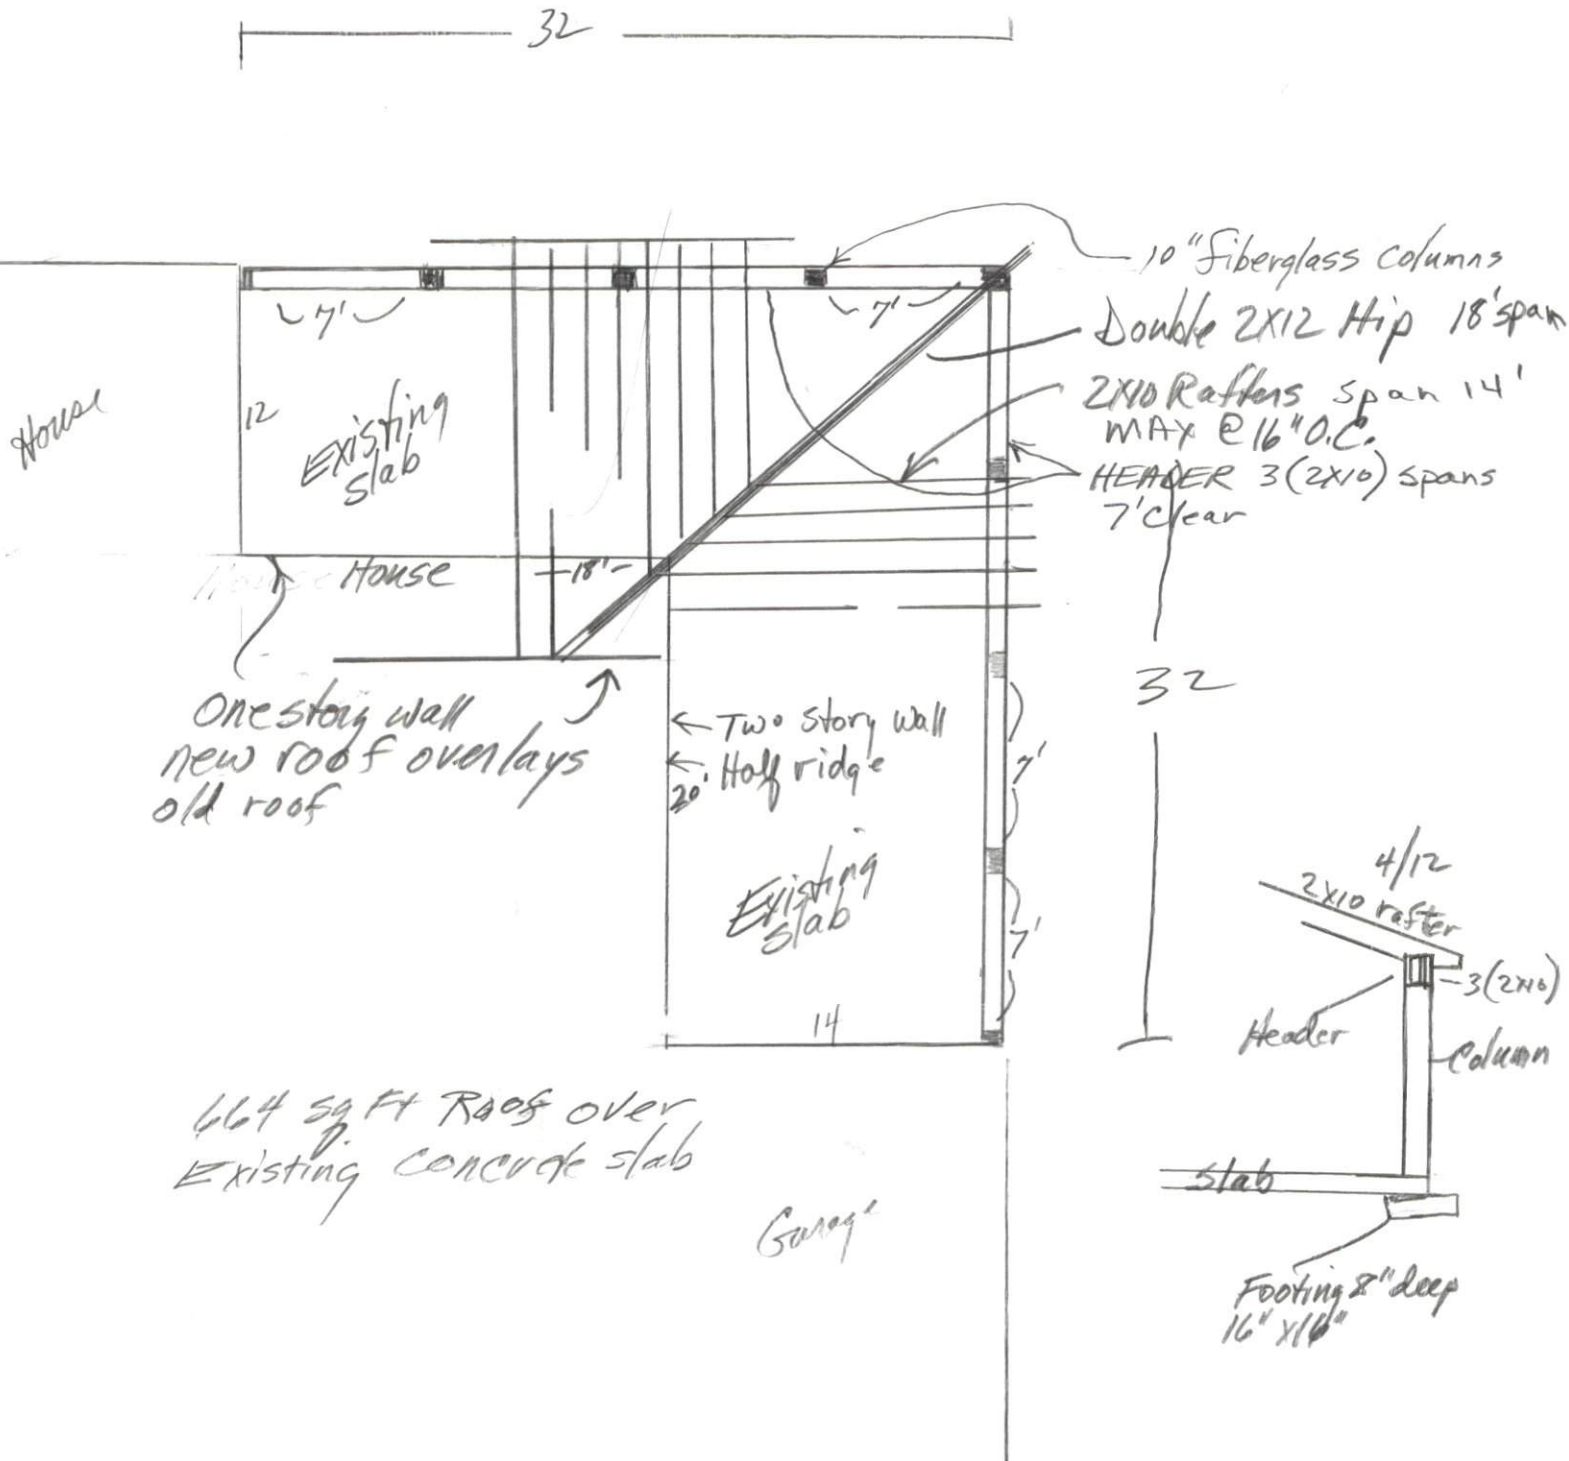 32
10" fiberglass columns
7'
7'
Double 2X12 Hip 18' span
2X10 Rafters span 14'
MAX @ 16" O.C.
HEADER 3(2X10) spans
7' Clear
House
12
Existing
slab
House
18'
One story wall
new roof overlays
old roof
Two story wall
Half ridge
20'
32
7'
7'
Existing
slab
14
4/12
2X10 rafter
3(2X10)
Header
Column
slab
Footing 8" deep
16" X16"
664 sq Ft Roof over
Existing Concrete slab
Garage